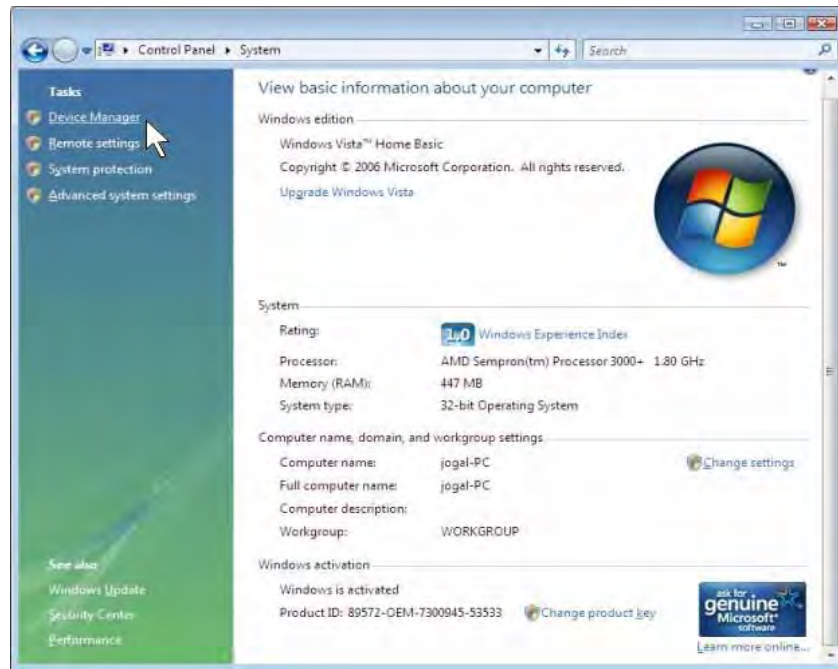 Control Panel ▸ System
Search
Tasks
Device Manager
Remote settings
System protection
Advanced system settings
See also
Windows Update
Security Center
Performance
View basic information about your computer
Windows edition
Windows Vista™ Home Basic
Copyright © 2006 Microsoft Corporation. All rights reserved.
Upgrade Windows Vista
TM
System
Rating: 1.0 Windows Experience Index
Processor: AMD Sempron(tm) Processor 3000+ 1.80 GHz
Memory (RAM): 447 MB
System type: 32-bit Operating System
Computer name, domain, and workgroup settings
Computer name: jogal-PC Change settings
Full computer name: jogal-PC
Computer description:
Workgroup: WORKGROUP
Windows activation
Windows is activated
Product ID: 89572-OEM-7300945-53533 Change product key
ask for
genuine
Microsoft
software
Learn more online...